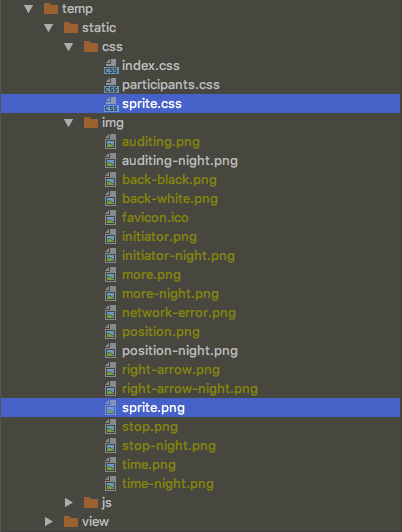 temp
static
css
index.css
participants.css
sprite.css
img
auditing.png
auditing-night.png
back-black.png
back-white.png
favicon.ico
initiator.png
initiator-night.png
more.png
more-night.png
network-error.png
position.png
position-night.png
right-arrow.png
right-arrow-night.png
sprite.png
stop.png
stop-night.png
time.png
time-night.png
js
view